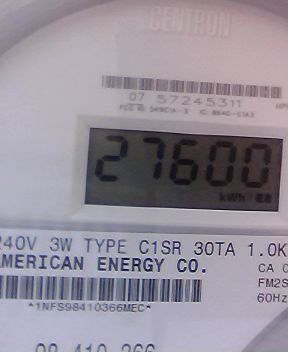 CENTRON
07 57245311
27600
kWh
240V 3W TYPE C1SR 30TA 1.0K
AMERICAN ENERGY CO.
CA 0
FM2S
60Hz
*1NFS98410366MEC*